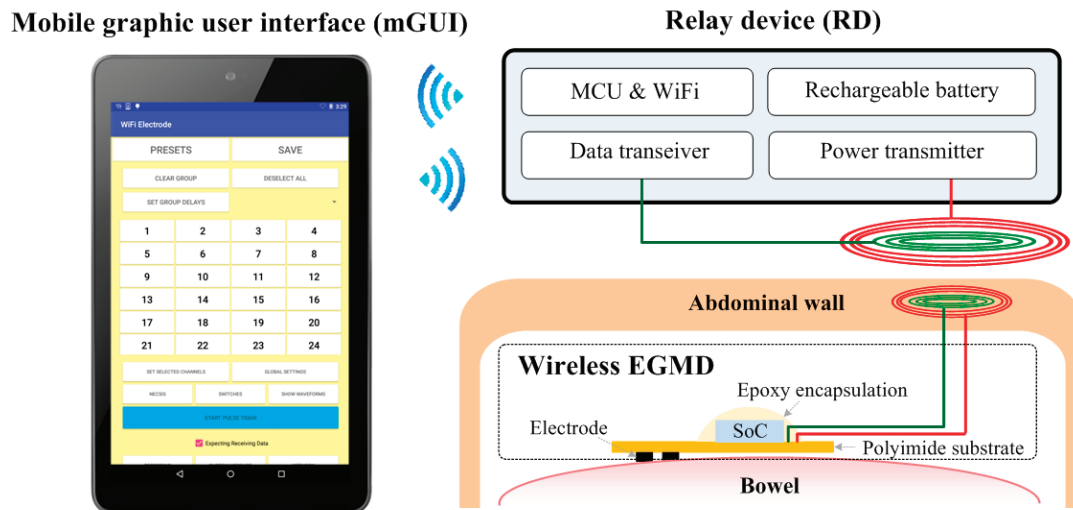 Mobile graphic user interface (mGUI)
Relay device (RD)
3:29
WiFi Electrode
PRESETS
SAVE
CLEAR GROUP
DESELECT ALL
SET GROUP DELAYS
1 2 3 4
5 6 7 8
9 10 11 12
13 14 15 16
17 18 19 20
21 22 23 24
SET SELECTED CHANNELS
GLOBAL SETTINGS
SWITCHES
SHOW WAVEFORMS
START PULSE TRAIN
Expecting Receiving Data
MCU & WiFi
Rechargeable battery
Data transeiver
Power transmitter
Abdominal wall
Wireless EGMD
Epoxy encapsulation
SoC
Electrode
Polyimide substrate
Bowel